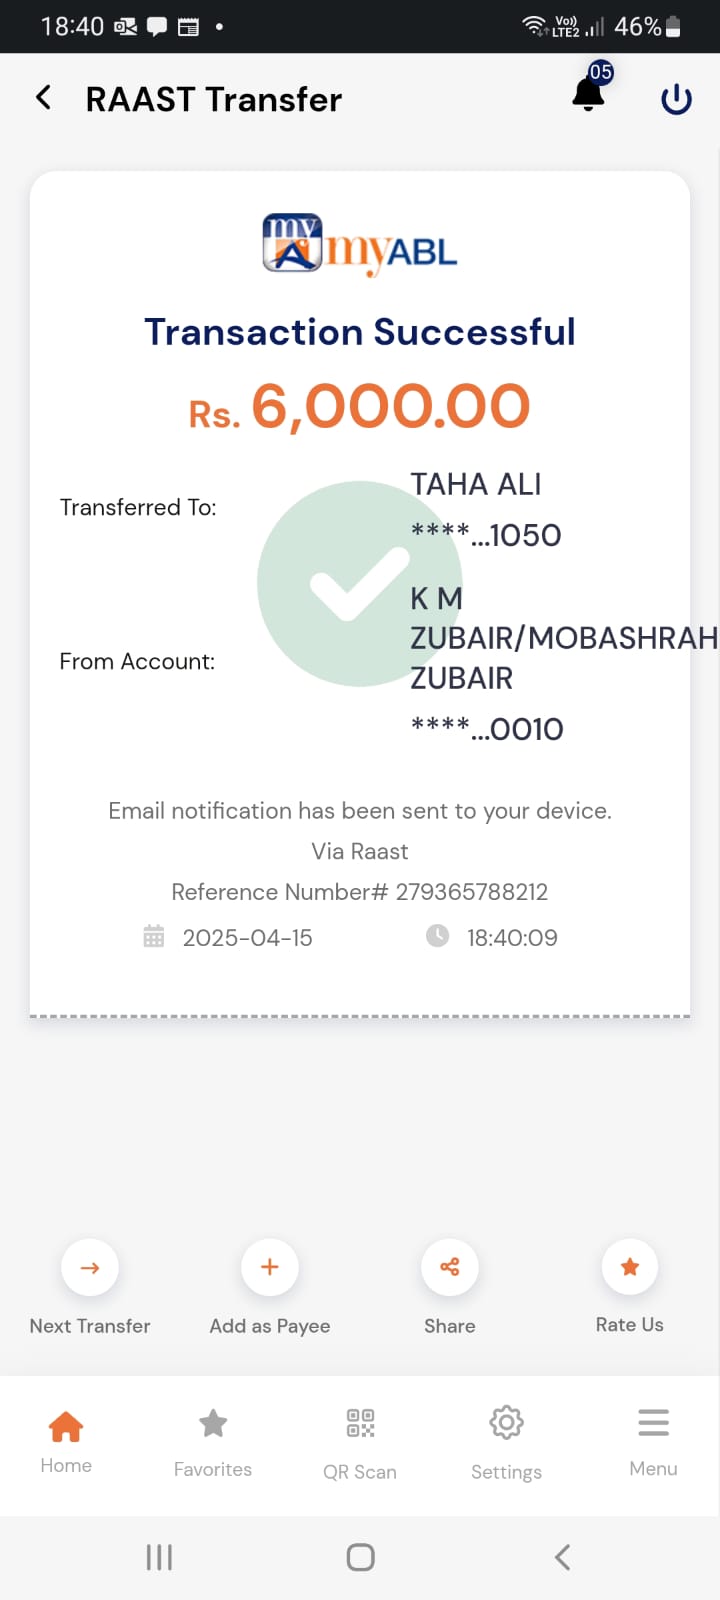 18:40
Vo))
LTE2
46%
RAAST Transfer
05
my
myABL
Transaction Successful
Rs. 6,000.00
Transferred To:
TAHA ALI
****...1050
From Account:
K M
ZUBAIR/MOBASHRAH
ZUBAIR
****...0010
Email notification has been sent to your device.
Via Raast
Reference Number# 279365788212
2025-04-15
18:40:09
Next Transfer
Add as Payee
Share
Rate Us
Home
Favorites
QR Scan
Settings
Menu